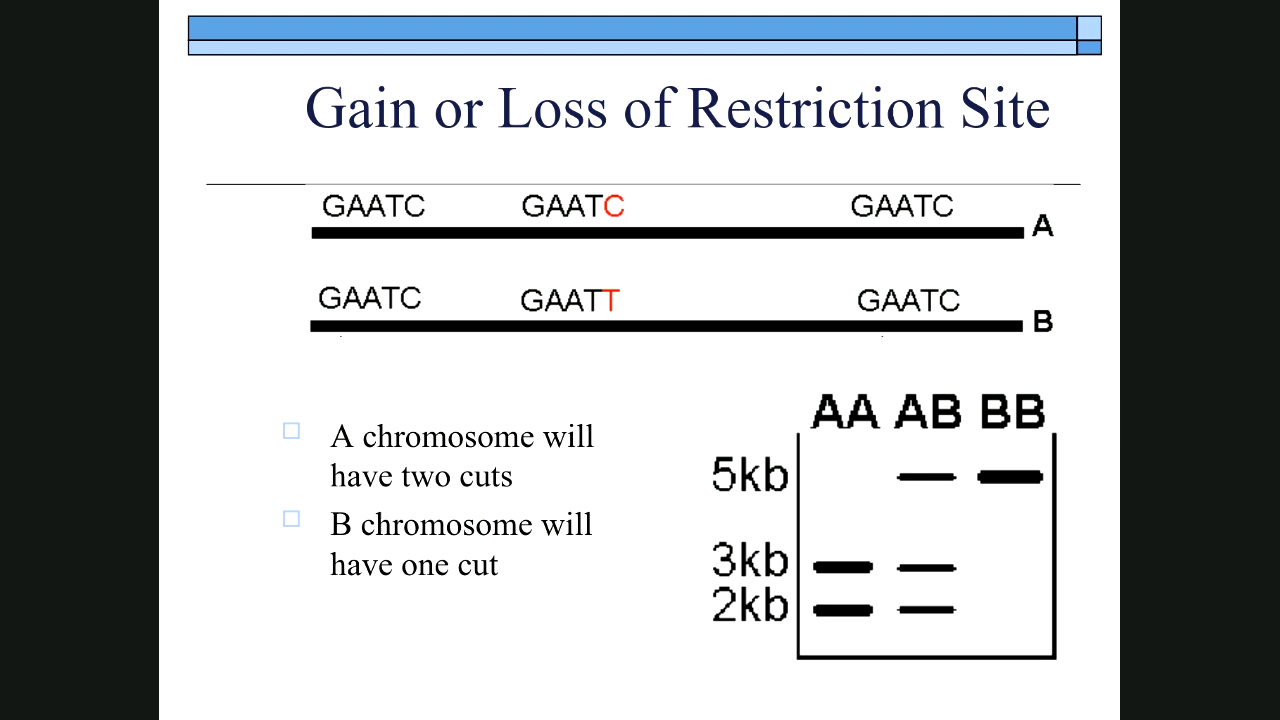 Gain or Loss of Restriction Site
GAATC GAATC GAATC
A
GAATC GAATT GAATC
B
A chromosome will
have two cuts
B chromosome will
have one cut
AA AB BB
5kb
3kb
2kb